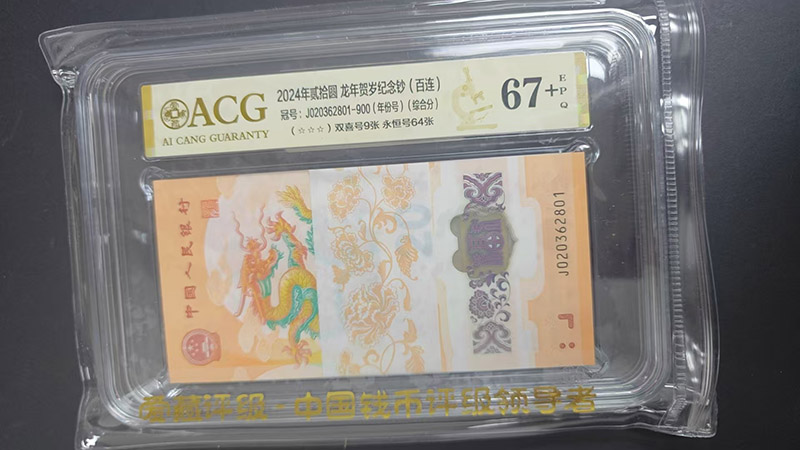 ACG
AI CANG GUARANTY
2024年贰拾圆 龙年贺岁纪念钞(百连)
冠号:J020362801-900(年份号)(综合分)
(☆☆☆)双喜号9张 永恒号64张
67+
EPQ
中国人民银行
J020362801
爱藏评级·中国钱币评级领导者